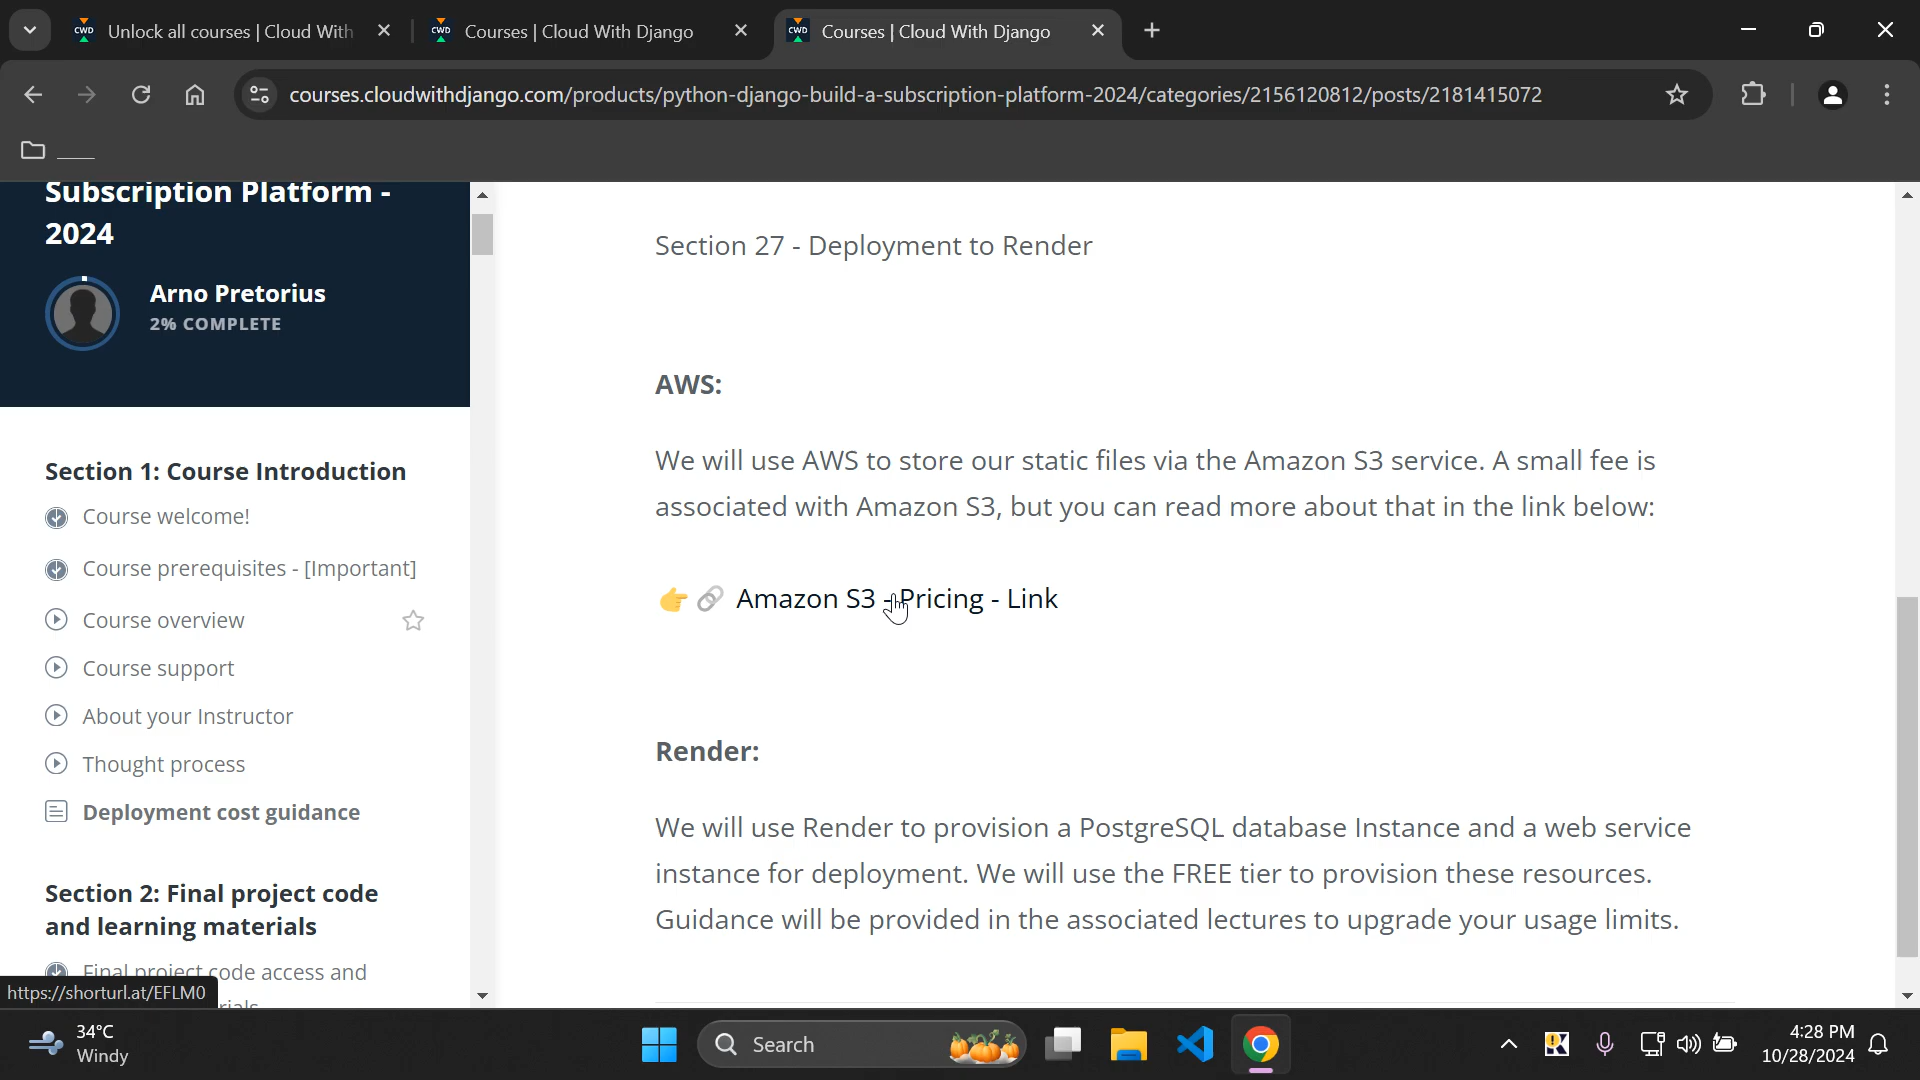 Unlock all courses | Cloud With
Courses | Cloud With Django
Courses | Cloud With Django
courses.cloudwithdjango.com/products/python-django-build-a-subscription-platform-2024/categories/2156120812/posts/2181415072
Subscription Platform -
2024
Arno Pretorius
2% COMPLETE
Section 1: Course Introduction
Course welcome!
Course prerequisites - [Important]
Course overview
Course support
About your Instructor
Thought process
Deployment cost guidance
Section 2: Final project code
and learning materials
Final project code access and
https://shorturl.at/EFLM0
Section 27 - Deployment to Render
AWS:
We will use AWS to store our static files via the Amazon S3 service. A small fee is
associated with Amazon S3, but you can read more about that in the link below:
👉 🔗 Amazon S3 - Pricing - Link
Render:
We will use Render to provision a PostgreSQL database Instance and a web service
instance for deployment. We will use the FREE tier to provision these resources.
Guidance will be provided in the associated lectures to upgrade your usage limits.
34°C
Windy
Search
4:28 PM
10/28/2024